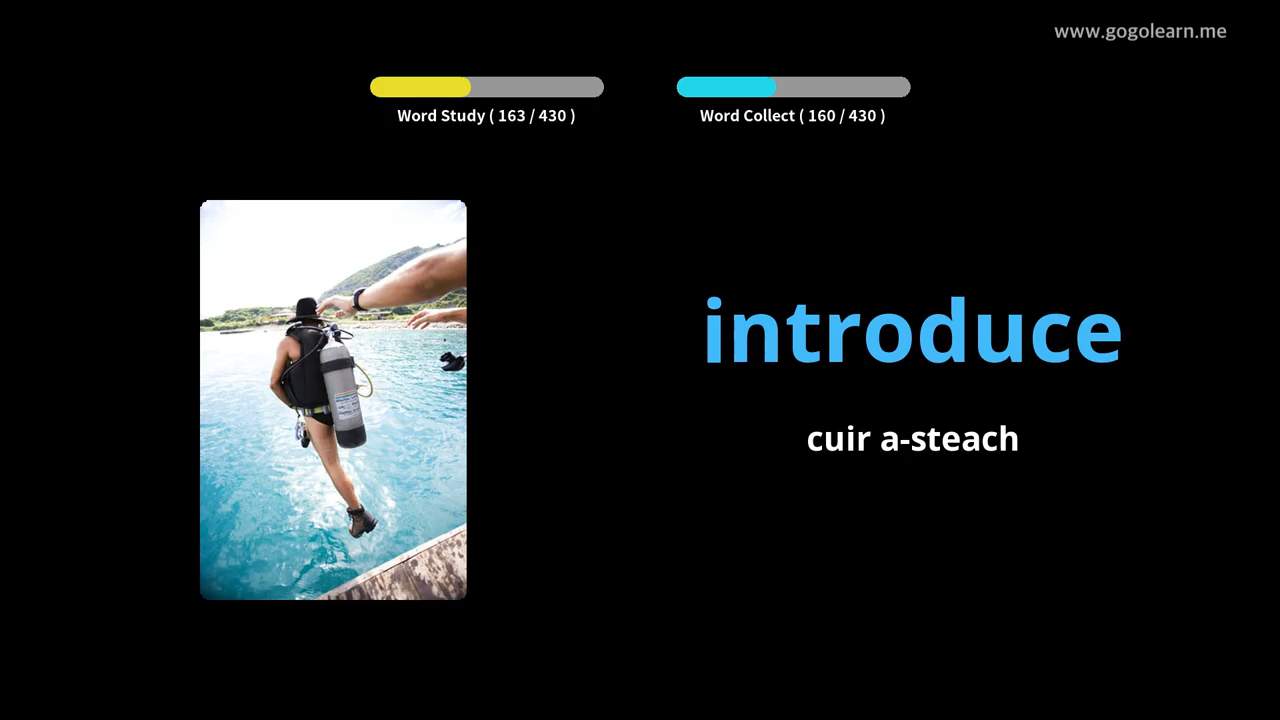 www.gogolearn.me
Word Study ( 163 / 430 )
Word Collect ( 160 / 430 )
introduce
cuir a-steach